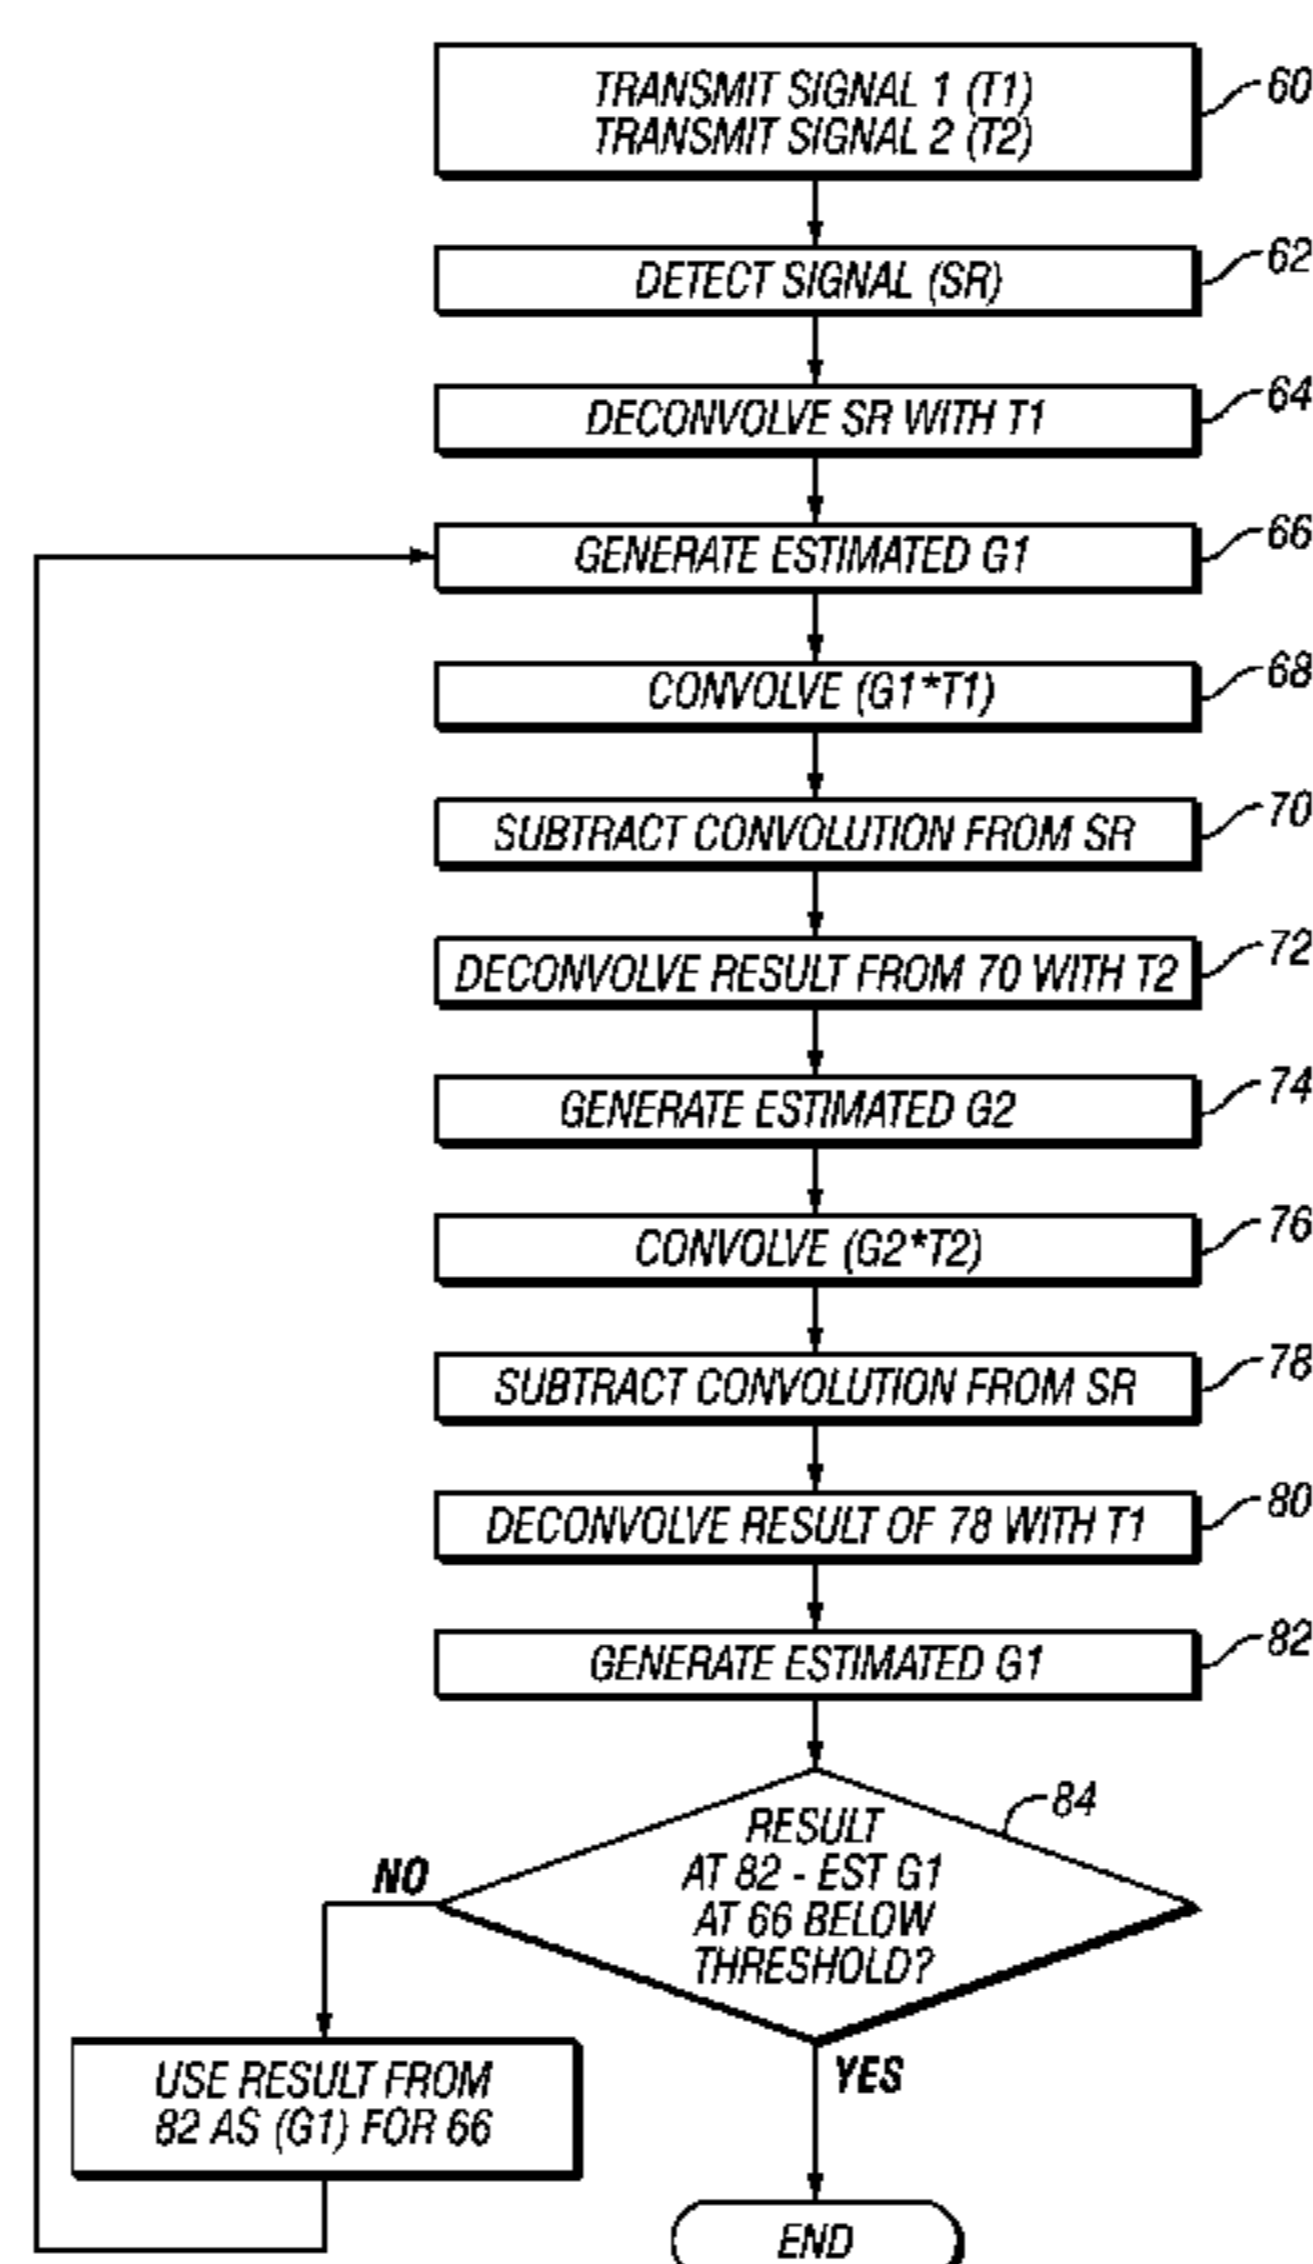 TRANSMIT SIGNAL 1 (T1)
TRANSMIT SIGNAL 2 (T2)
60
DETECT SIGNAL (SR)
62
DECONVOLVE SR WITH T1
64
GENERATE ESTIMATED G1
66
CONVOLVE (G1*T1)
68
SUBTRACT CONVOLUTION FROM SR
70
DECONVOLVE RESULT FROM 70 WITH T2
72
GENERATE ESTIMATED G2
74
CONVOLVE (G2*T2)
76
SUBTRACT CONVOLUTION FROM SR
78
DECONVOLVE RESULT OF 78 WITH T1
80
GENERATE ESTIMATED G1
82
RESULT
AT 82 - EST G1
AT 66 BELOW
THRESHOLD?
84
NO
YES
USE RESULT FROM
82 AS (G1) FOR 66
END